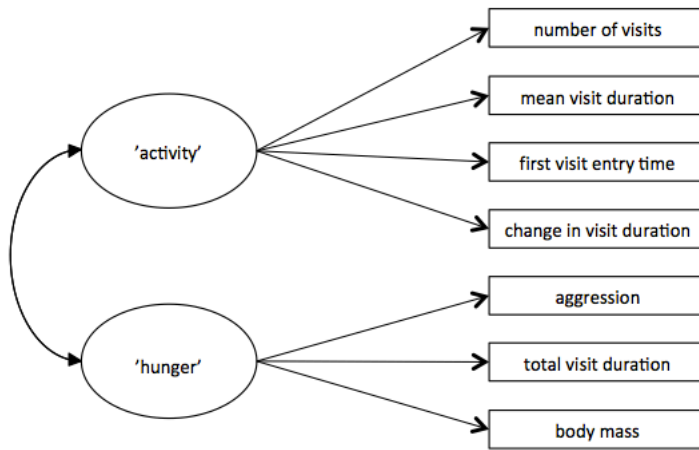 number of visits
mean visit duration
'activity'
first visit entry time
change in visit duration
aggression
'hunger'
total visit duration
body mass